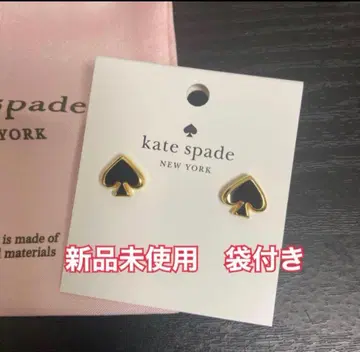 spade
YORK
is made of
materials
kate spade
NEW YORK
新品未使用 袋付き